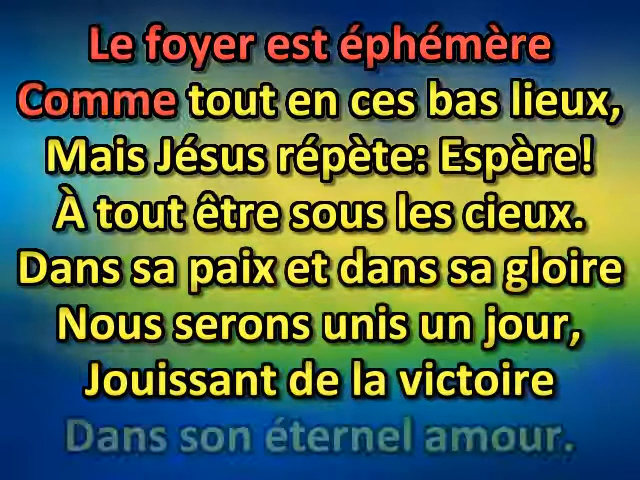 Le foyer est éphémère
Comme tout en ces bas lieux,
Mais Jésus répète: Espère!
À tout être sous les cieux.
Dans sa paix et dans sa gloire
Nous serons unis un jour,
Jouissant de la victoire
Dans son éternel amour.